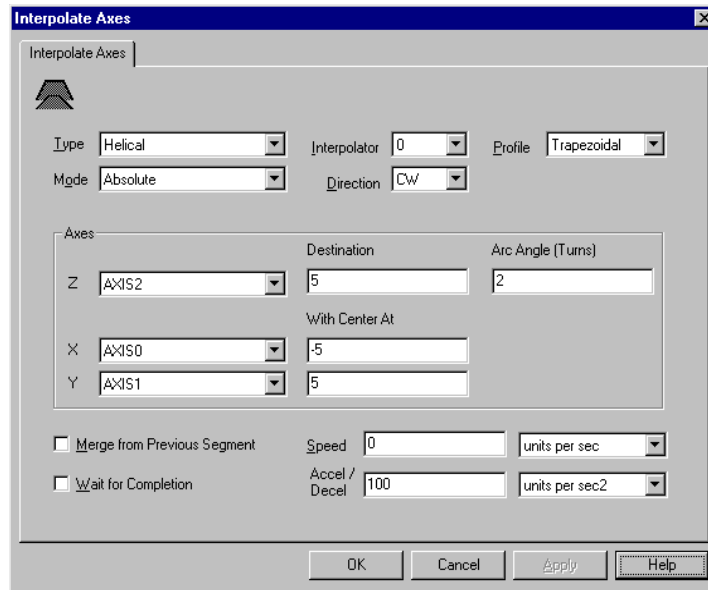 Interpolate Axes
Interpolate Axes
Type Helical Interpolator 0 Profile Trapezoidal
Mode Absolute Direction CW
Axes
Destination Arc Angle (Turns)
Z AXIS2 5 2
With Center At
X AXIS0 -5
Y AXIS1 5
Merge from Previous Segment Speed 0 units per sec
Wait for Completion Accel / Decel 100 units per sec2
OK Cancel Apply Help